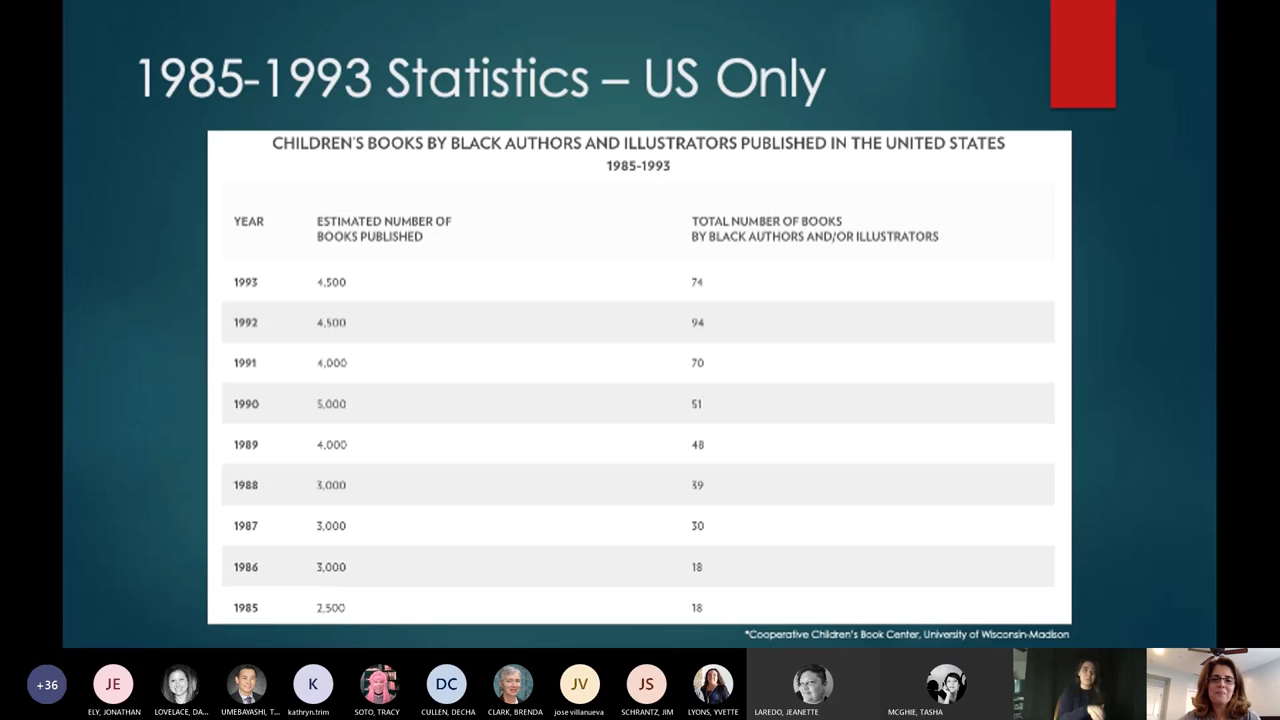 1985-1993 Statistics – US Only
CHILDREN'S BOOKS BY BLACK AUTHORS AND ILLUSTRATORS PUBLISHED IN THE UNITED STATES
1985-1993
YEAR ESTIMATED NUMBER OF BOOKS PUBLISHED TOTAL NUMBER OF BOOKS BY BLACK AUTHORS AND/OR ILLUSTRATORS
1993 4,500 74
1992 4,500 94
1991 4,000 70
1990 5,000 51
1989 4,000 48
1988 3,000 39
1987 3,000 30
1986 3,000 18
1985 2,500 18
*Cooperative Children's Book Center, University of Wisconsin-Madison
+36 JE K DC JV JS
ELY, JONATHAN LOVELACE, DA... UMEBAYASHI, T... kathryn.trim SOTO, TRACY CULLEN, DECHA CLARK, BRENDA jose villanueva SCHRANTZ, JIM LYONS, YVETTE LAREDO, JEANETTE MCGHIE, TASHA